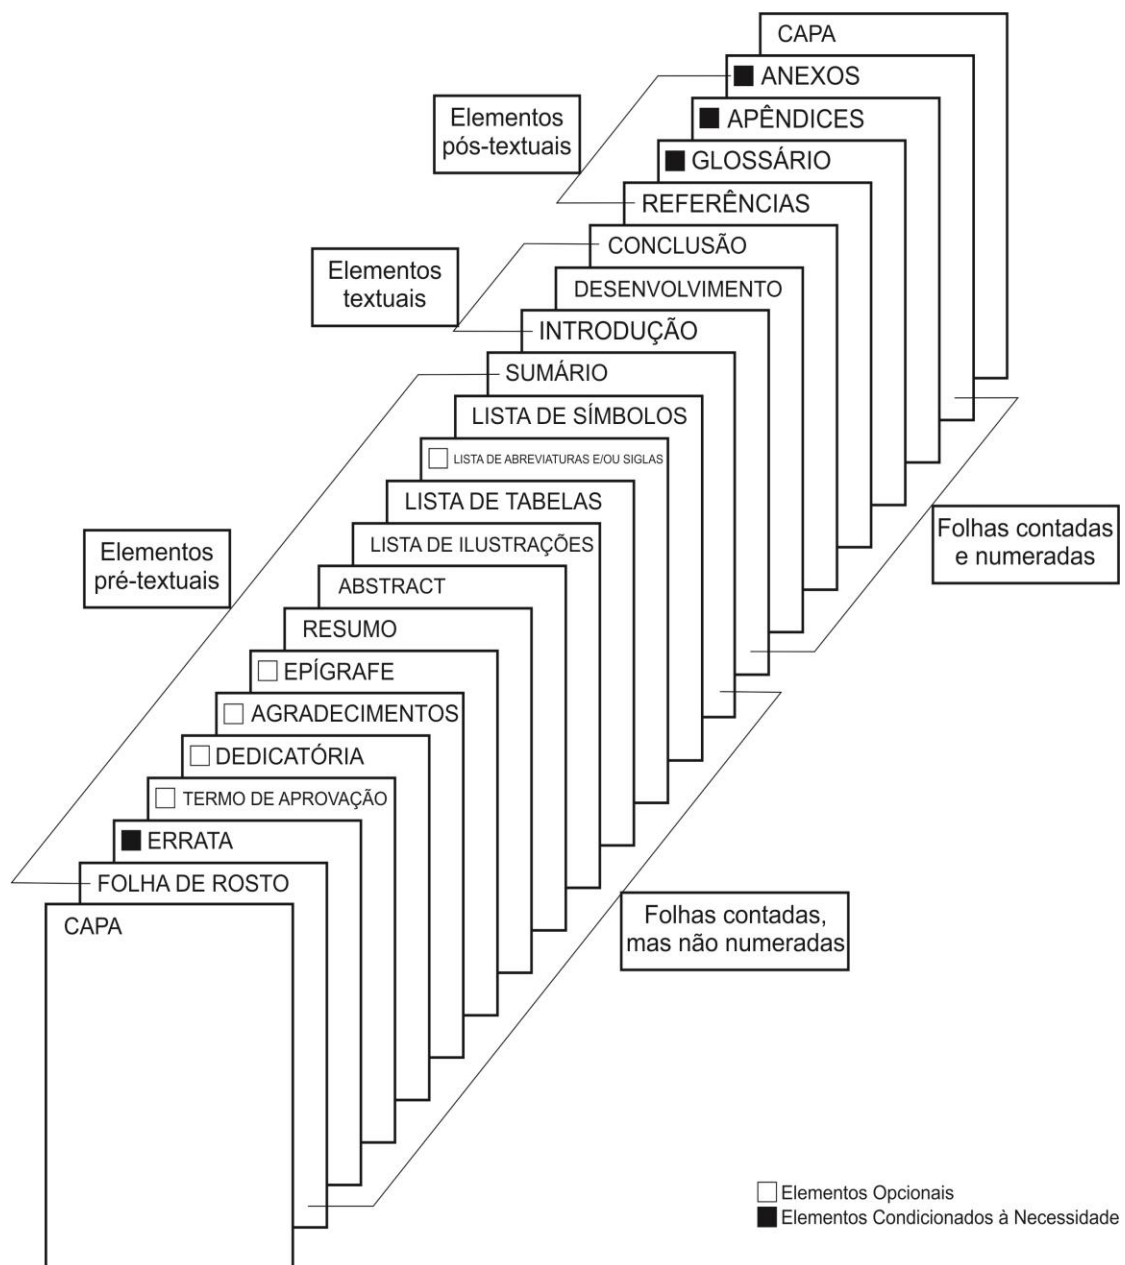 CAPA
ANEXOS
APÊNDICES
GLOSSÁRIO
REFERÊNCIAS
CONCLUSÃO
DESENVOLVIMENTO
INTRODUÇÃO
SUMÁRIO
LISTA DE SÍMBOLOS
LISTA DE ABREVIATURAS E/OU SIGLAS
LISTA DE TABELAS
LISTA DE ILUSTRAÇÕES
ABSTRACT
RESUMO
EPÍGRAFE
AGRADECIMENTOS
DEDICATÓRIA
TERMO DE APROVAÇÃO
ERRATA
FOLHA DE ROSTO
CAPA
Elementos
pós-textuais
Elementos
textuais
Elementos
pré-textuais
Folhas contadas
e numeradas
Folhas contadas,
mas não numeradas
Elementos Opcionais
Elementos Condicionados à Necessidade